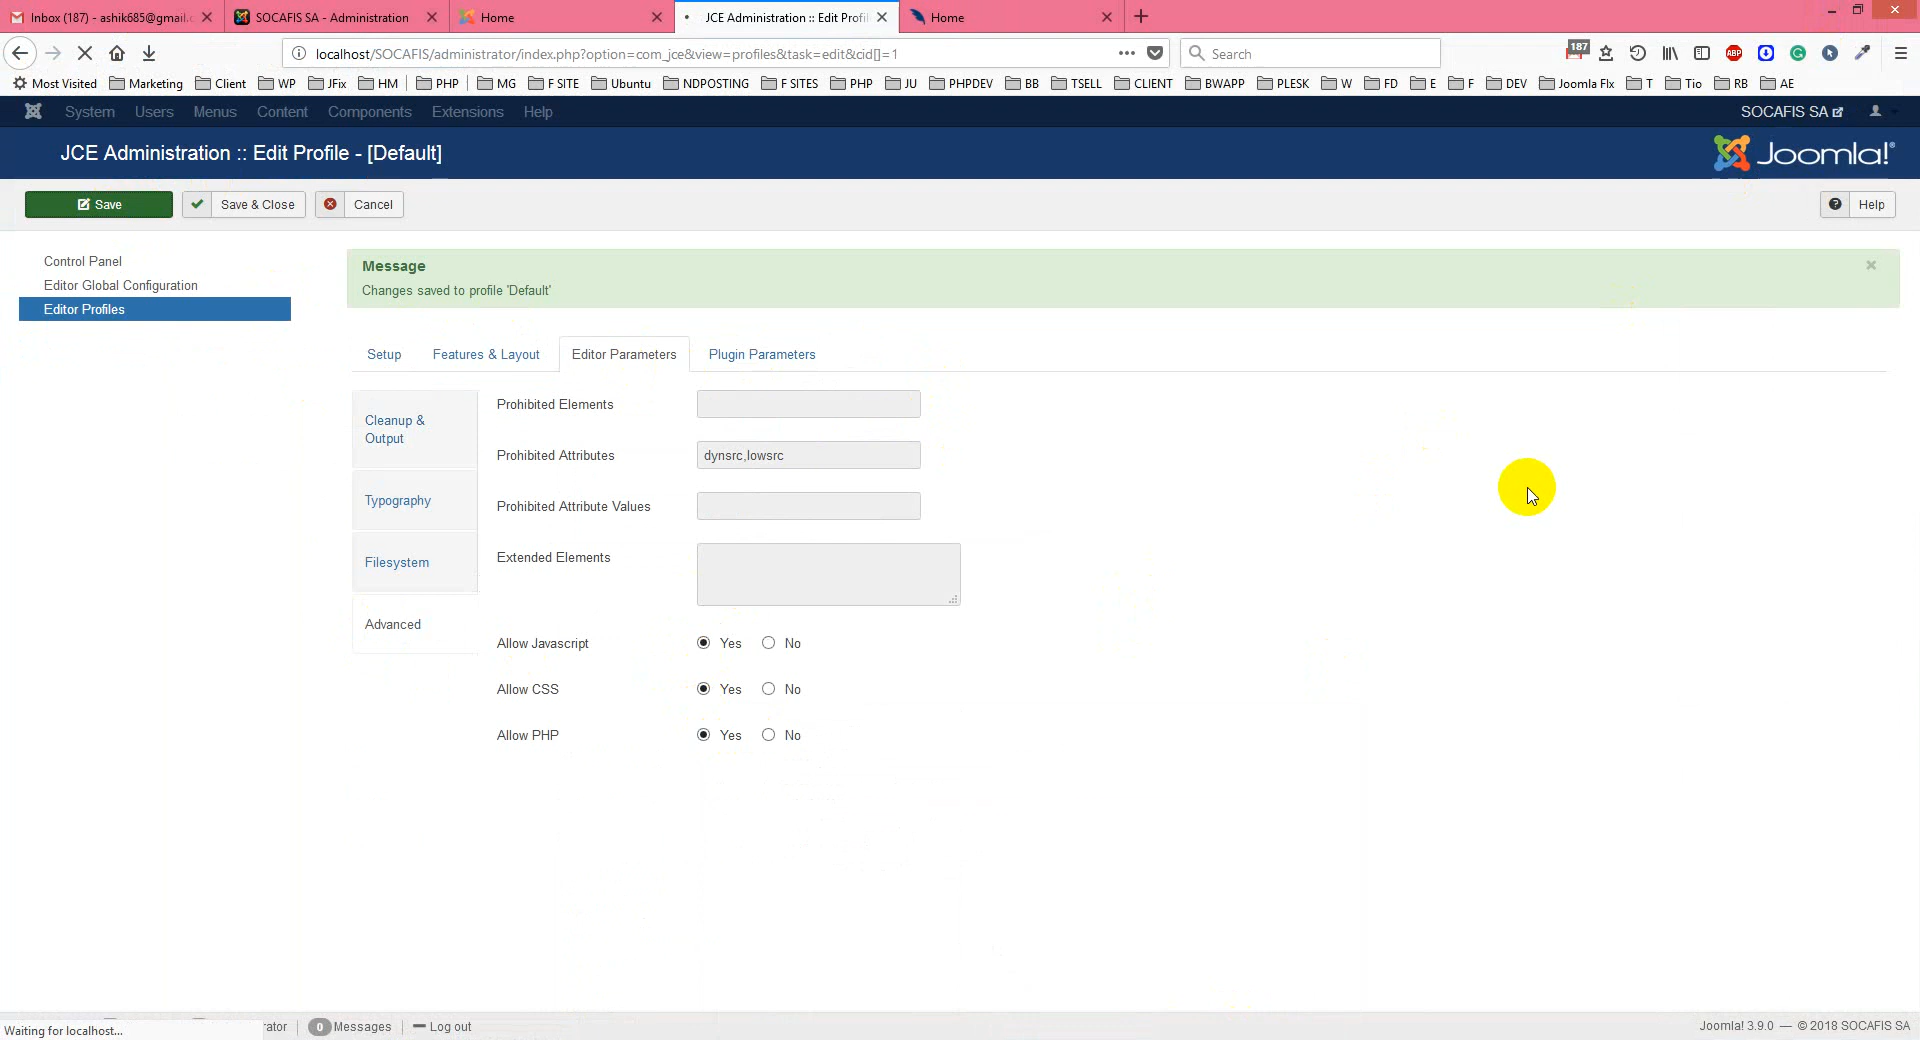 Inbox (187) - ashik685@gmail.c
SOCAFIS SA - Administration
Home
JCE Administration :: Edit Profil
Home
localhost/SOCAFIS/administrator/index.php?option=com_jce&view=profiles&task=edit&cid[]=1
Search
187
ABP
Most Visited
Marketing
Client
WP
JFix
HM
PHP
MG
F SITE
Ubuntu
NDPOSTING
F SITES
PHP
JU
PHPDEV
BB
TSELL
CLIENT
BWAPP
PLESK
W
FD
E
F
DEV
Joomla Flx
T
Tio
RB
AE
System
Users
Menus
Content
Components
Extensions
Help
SOCAFIS SA
JCE Administration :: Edit Profile - [Default]
Joomla!®
Save
Save & Close
Cancel
Help
Control Panel
Editor Global Configuration
Editor Profiles
Message
Changes saved to profile 'Default'
Setup
Features & Layout
Editor Parameters
Plugin Parameters
Cleanup &
Output
Typography
Filesystem
Advanced
Prohibited Elements
Prohibited Attributes
dynsrc,lowsrc
Prohibited Attribute Values
Extended Elements
Allow Javascript
Yes
No
Allow CSS
Yes
No
Allow PHP
Yes
No
Waiting for localhost...
rator
0
Messages
Log out
Joomla! 3.9.0 — © 2018 SOCAFIS SA